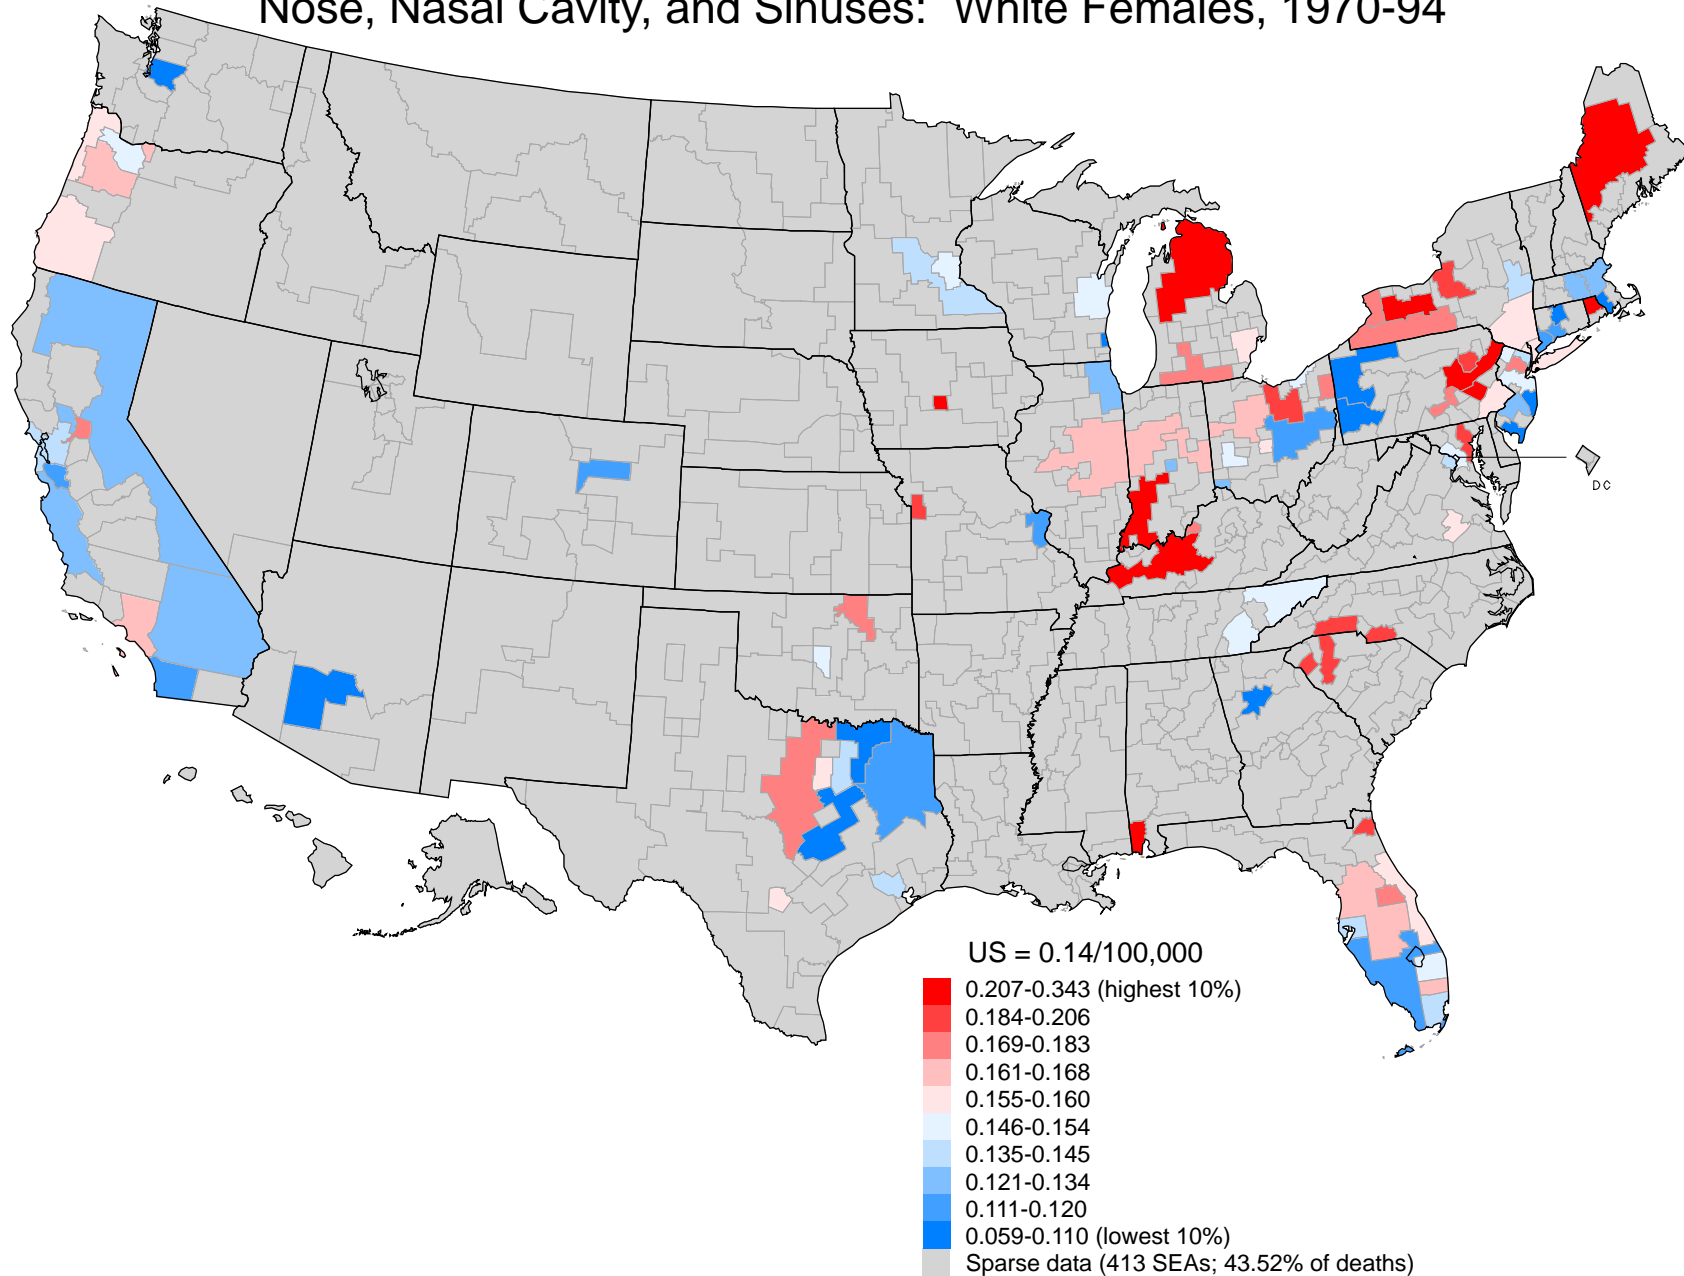 Nose, Nasal Cavity, and Sinuses: White Females, 1970-94
DC
US = 0.14/100,000
0.207-0.343 (highest 10%)
0.184-0.206
0.169-0.183
0.161-0.168
0.155-0.160
0.146-0.154
0.135-0.145
0.121-0.134
0.111-0.120
0.059-0.110 (lowest 10%)
Sparse data (413 SEAs; 43.52% of deaths)